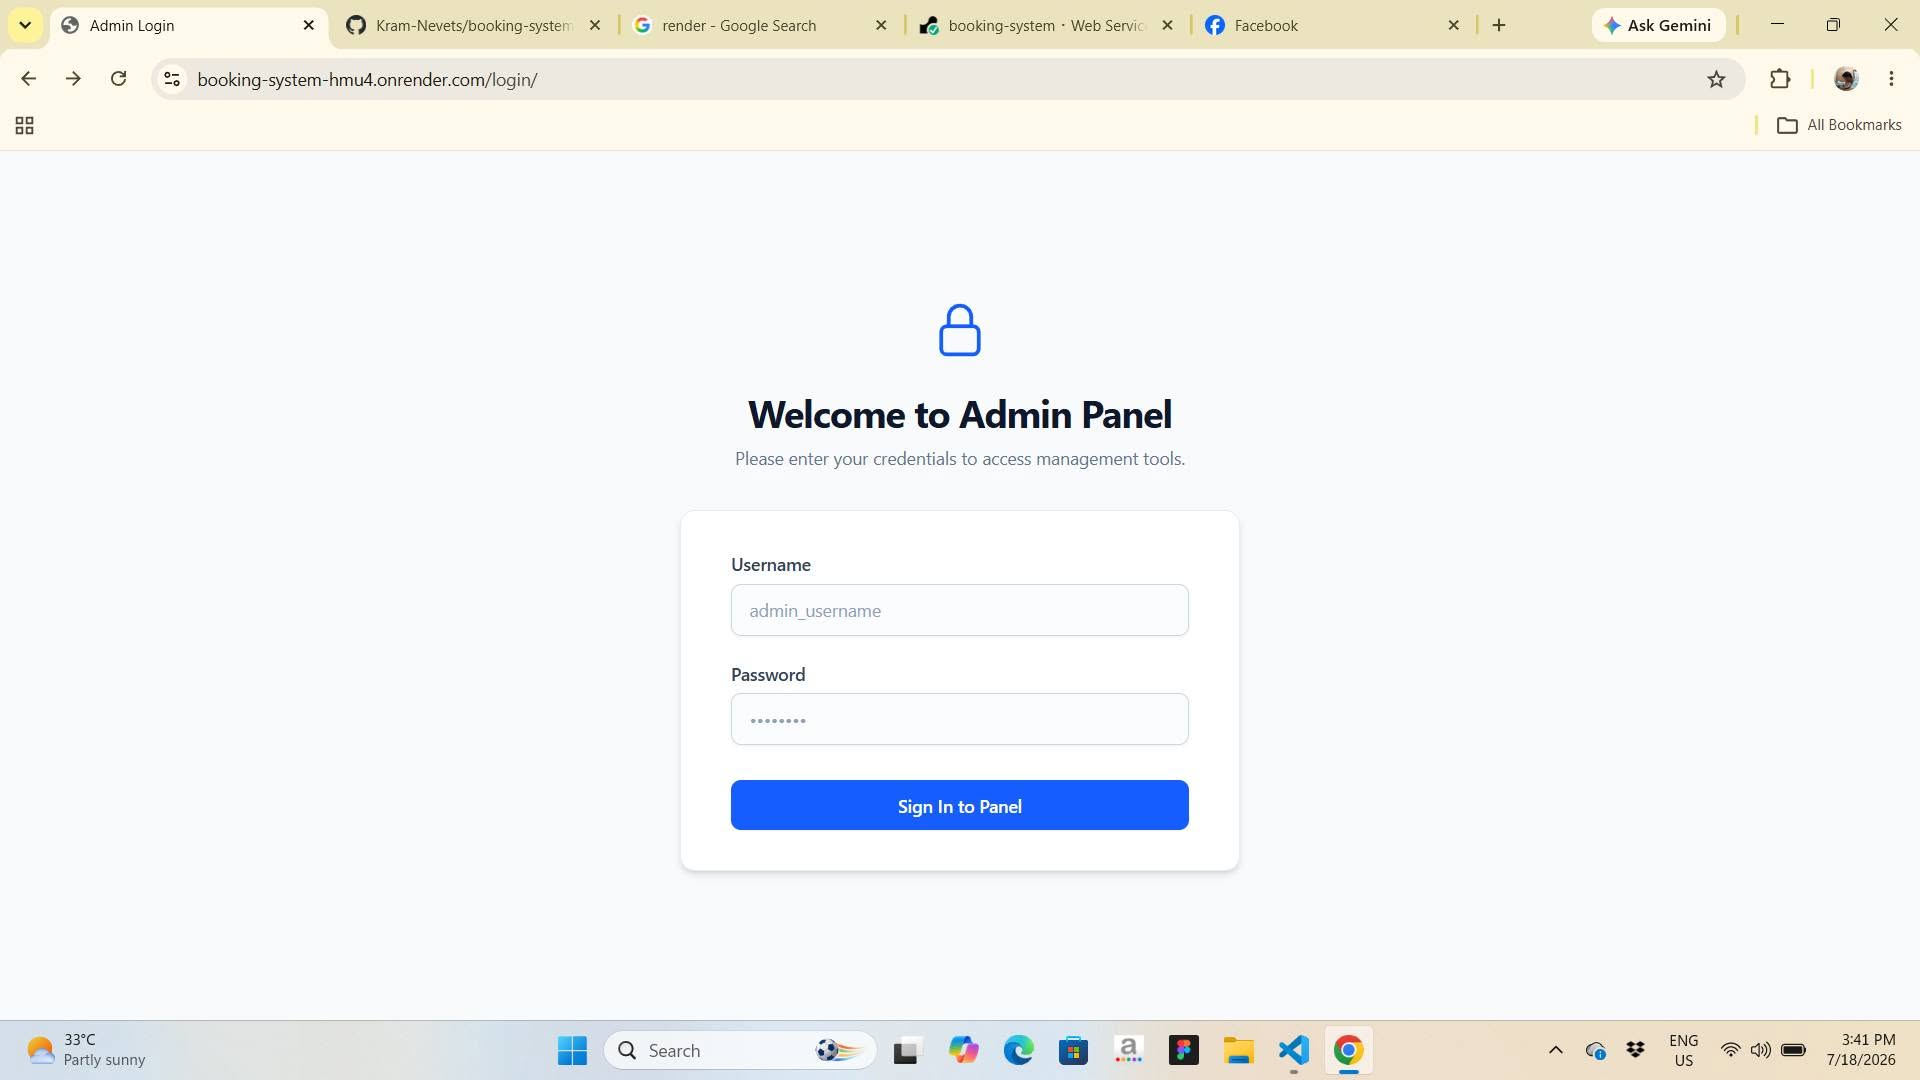 Admin Login
Kram-Nevets/booking-system
render - Google Search
booking-system · Web Servic
Facebook
Ask Gemini
booking-system-hmu4.onrender.com/login/
All Bookmarks
Welcome to Admin Panel
Please enter your credentials to access management tools.
Username
admin_username
Password
••••••••
Sign In to Panel
33°C
Partly sunny
Search
a
ENG
US
3:41 PM
7/18/2026